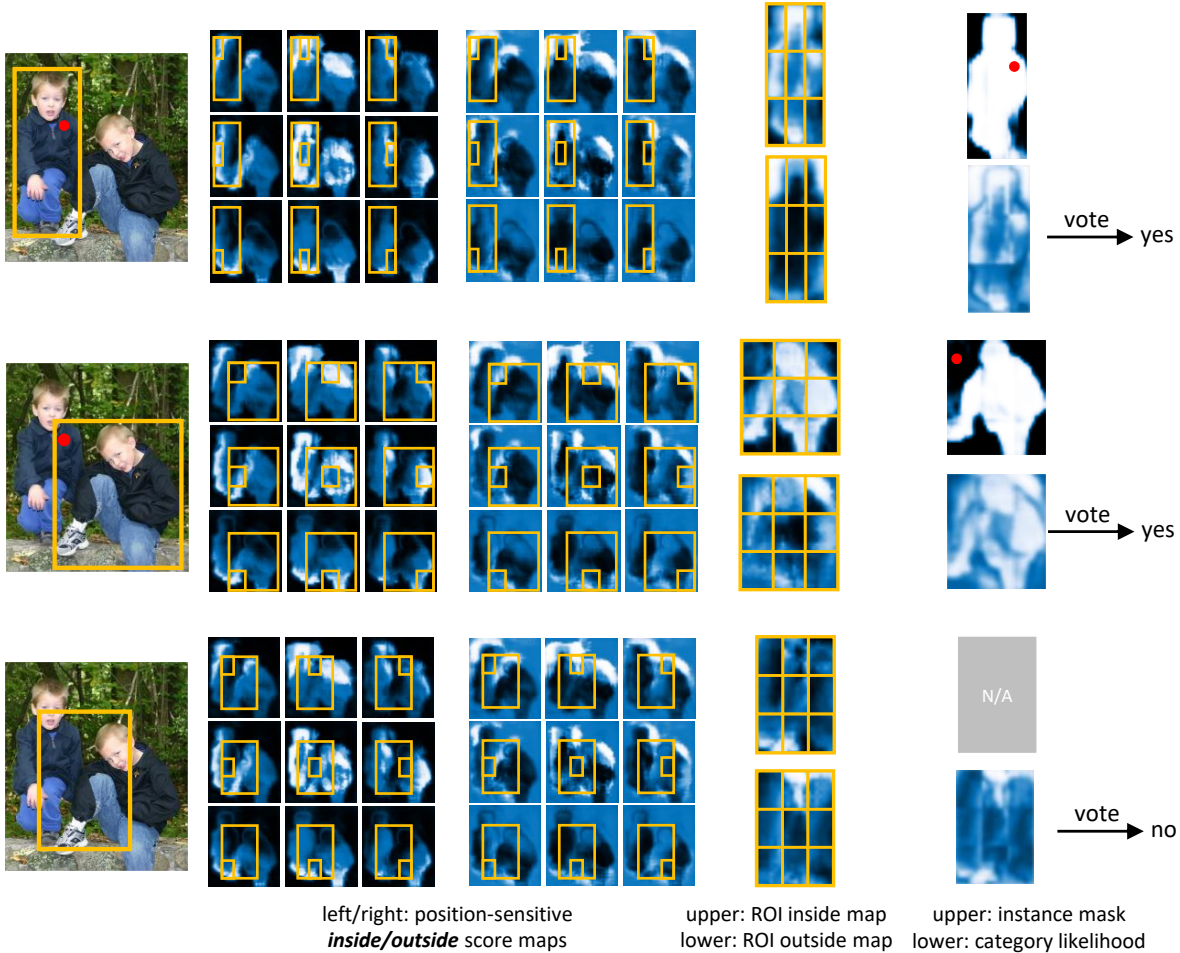 vote
yes
vote
yes
N/A
vote
no
left/right: position-sensitive
inside/outside score maps
upper: ROI inside map
lower: ROI outside map
upper: instance mask
lower: category likelihood